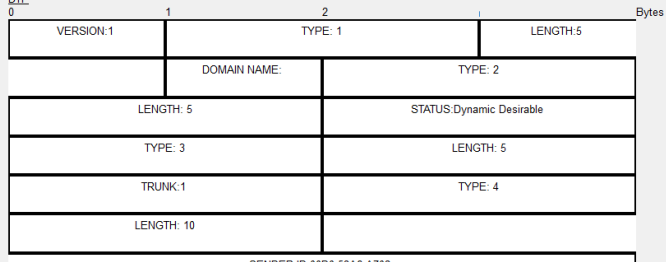 DTP
0 1 2 Bytes
VERSION:1 TYPE: 1 LENGTH:5
DOMAIN NAME: TYPE: 2
LENGTH: 5 STATUS:Dynamic Desirable
TYPE: 3 LENGTH: 5
TRUNK:1 TYPE: 4
LENGTH: 10